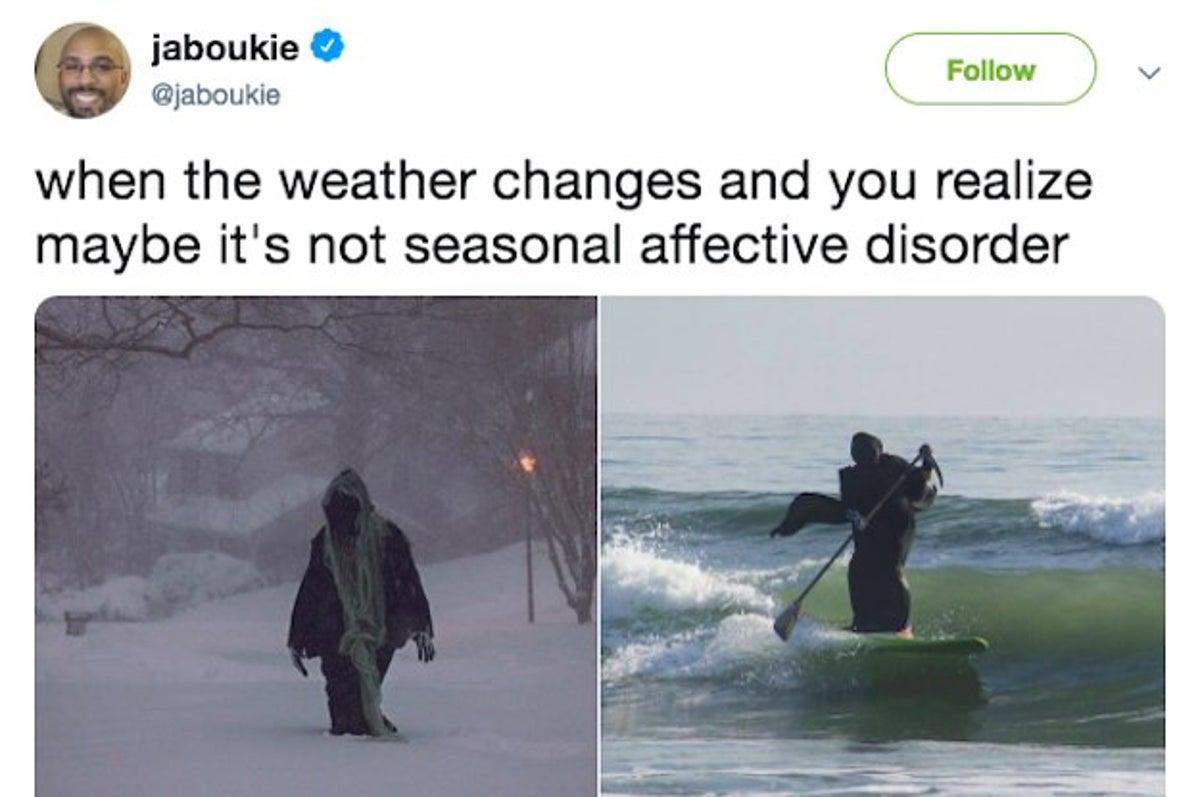 jaboukie
@jaboukie
Follow
when the weather changes and you realize
maybe it's not seasonal affective disorder